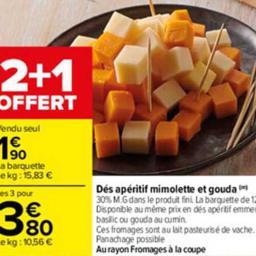 2+1
OFFERT
Vendu seul
1€90
la barquette
Le kg : 15,83 €
Les 3 pour
3€80
Le kg : 10,56 €
Dés apéritif mimolette et gouda
30% M.G dans le produit fini. La barquette de 12
Disponible au même prix en dés apéritif emme
basilic ou gouda au cumin.
Ces fromages sont au lait pasteurisé de vache.
Panachage possible
Au rayon Fromages à la coupe